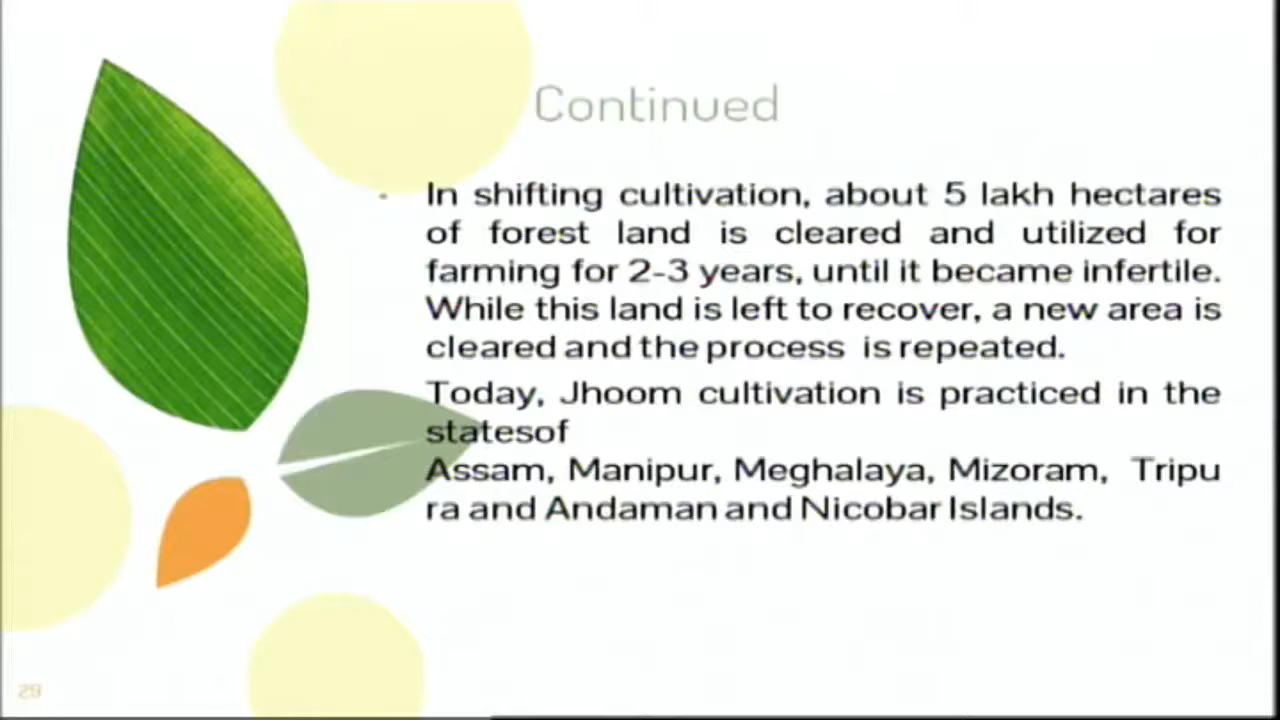 Continued
In shifting cultivation, about 5 lakh hectares
of forest land is cleared and utilized for
farming for 2-3 years, until it became infertile.
While this land is left to recover, a new area is
cleared and the process is repeated.
Today, Jhoom cultivation is practiced in the
statesof
Assam, Manipur, Meghalaya, Mizoram, Tripu
ra and Andaman and Nicobar Islands.
29